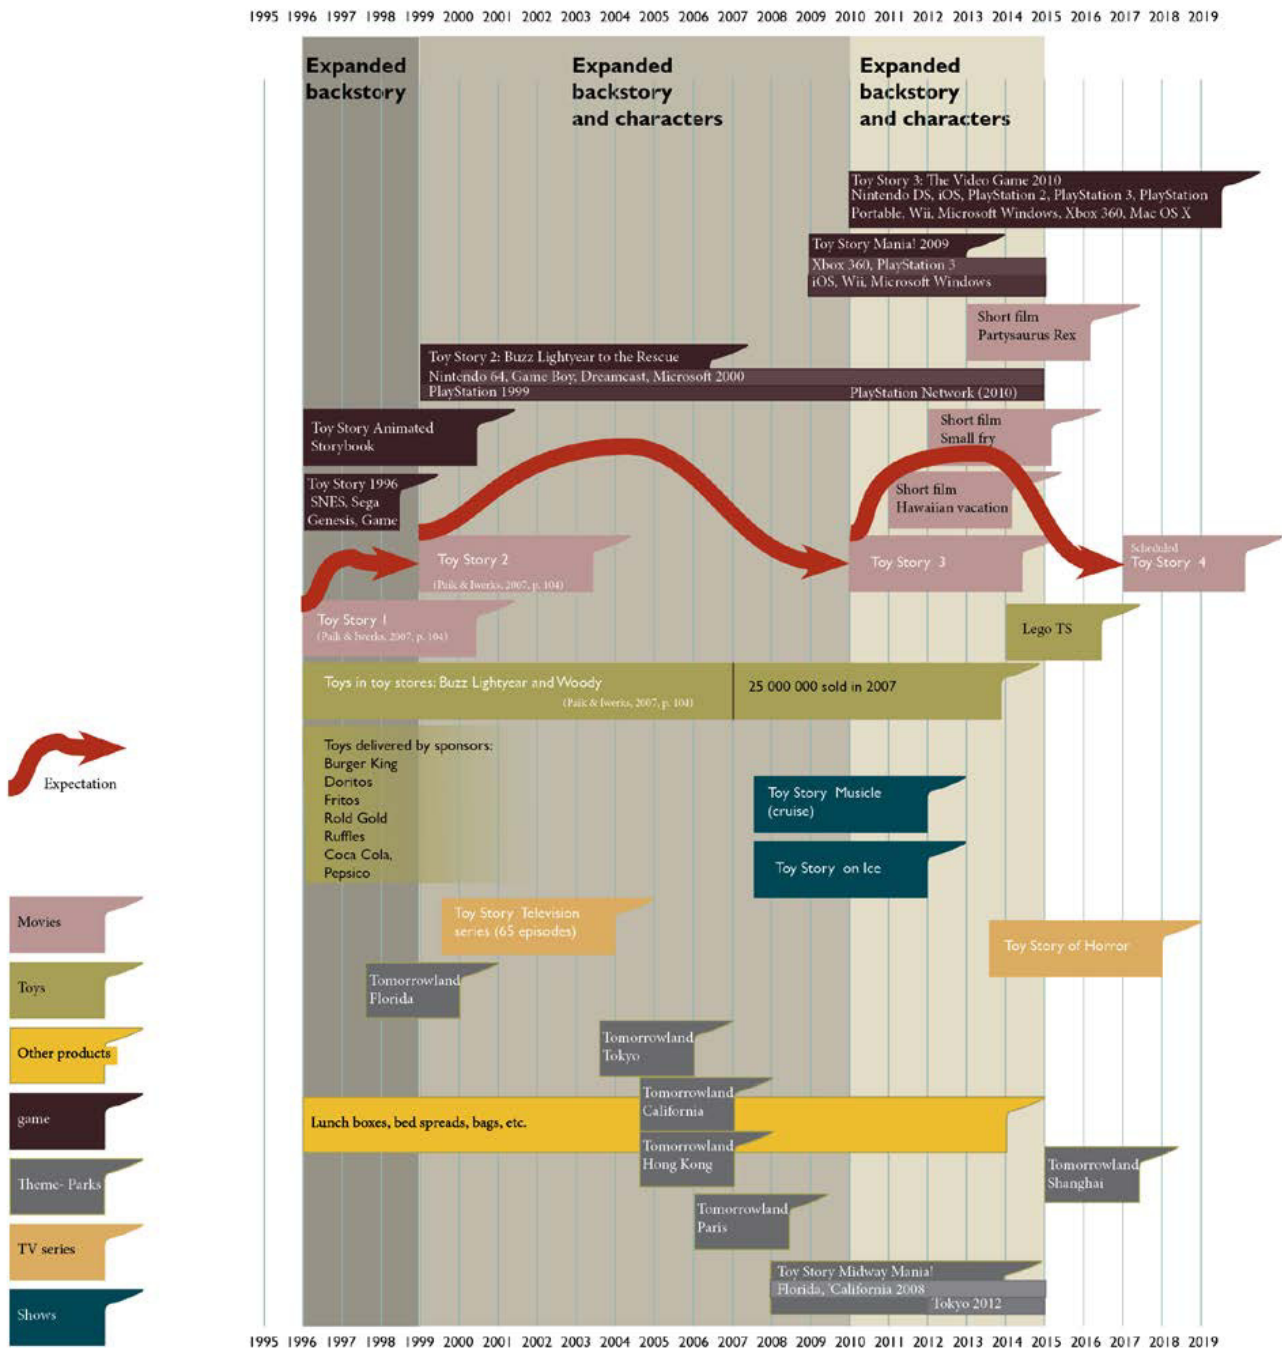 1995 1996 1997 1998 1999 2000 2001 2002 2003 2004 2005 2006 2007 2008 2009 2010 2011 2012 2013 2014 2015 2016 2017 2018 2019
Expanded
backstory
Expanded
backstory
and characters
Expanded
backstory
and characters
Toy Story 3: The Video Game 2010
Nintendo DS, iOS, PlayStation 2, PlayStation 3, PlayStation
Portable, Wii, Microsoft Windows, Xbox 360, Mac OS X
Toy Story Mania! 2009
Xbox 360, PlayStation 3
iOS, Wii, Microsoft Windows
Short film
Partysaurus Rex
Toy Story 2: Buzz Lightyear to the Rescue
Nintendo 64, Game Boy, Dreamcast, Microsoft 2000
PlayStation 1999
PlayStation Network (2010)
Toy Story Animated
Storybook
Short film
Small fry
Toy Story 1996
SNES, Sega
Genesis, Game
Short film
Hawaiian vacation
Toy Story 2
(Paik & Iwerks, 2007, p. 104)
Toy Story 3
Scheduled
Toy Story 4
Toy Story 1
(Paik & Iwerks, 2007, p. 104)
Lego TS
Toys in toy stores: Buzz Lightyear and Woody
(Paik & Iwerks, 2007, p. 104)
25 000 000 sold in 2007
Toys delivered by sponsors:
Burger King
Doritos
Fritos
Rold Gold
Ruffles
Coca Cola,
Pepsico
Expectation
Toy Story Musicle
(cruise)
Toy Story on Ice
Movies
Toy Story Television
series (65 episodes)
Toy Story of Horror
Toys
Tomorrowland
Florida
Other products
Tomorrowland
Tokyo
Tomorrowland
California
game
Lunch boxes, bed spreads, bags, etc.
Tomorrowland
Hong Kong
Theme- Parks
Tomorrowland
Shanghai
Tomorrowland
Paris
TV series
Toy Story Midway Mania!
Florida, 'California 2008
Tokyo 2012
Shows
1995 1996 1997 1998 1999 2000 2001 2002 2003 2004 2005 2006 2007 2008 2009 2010 2011 2012 2013 2014 2015 2016 2017 2018 2019